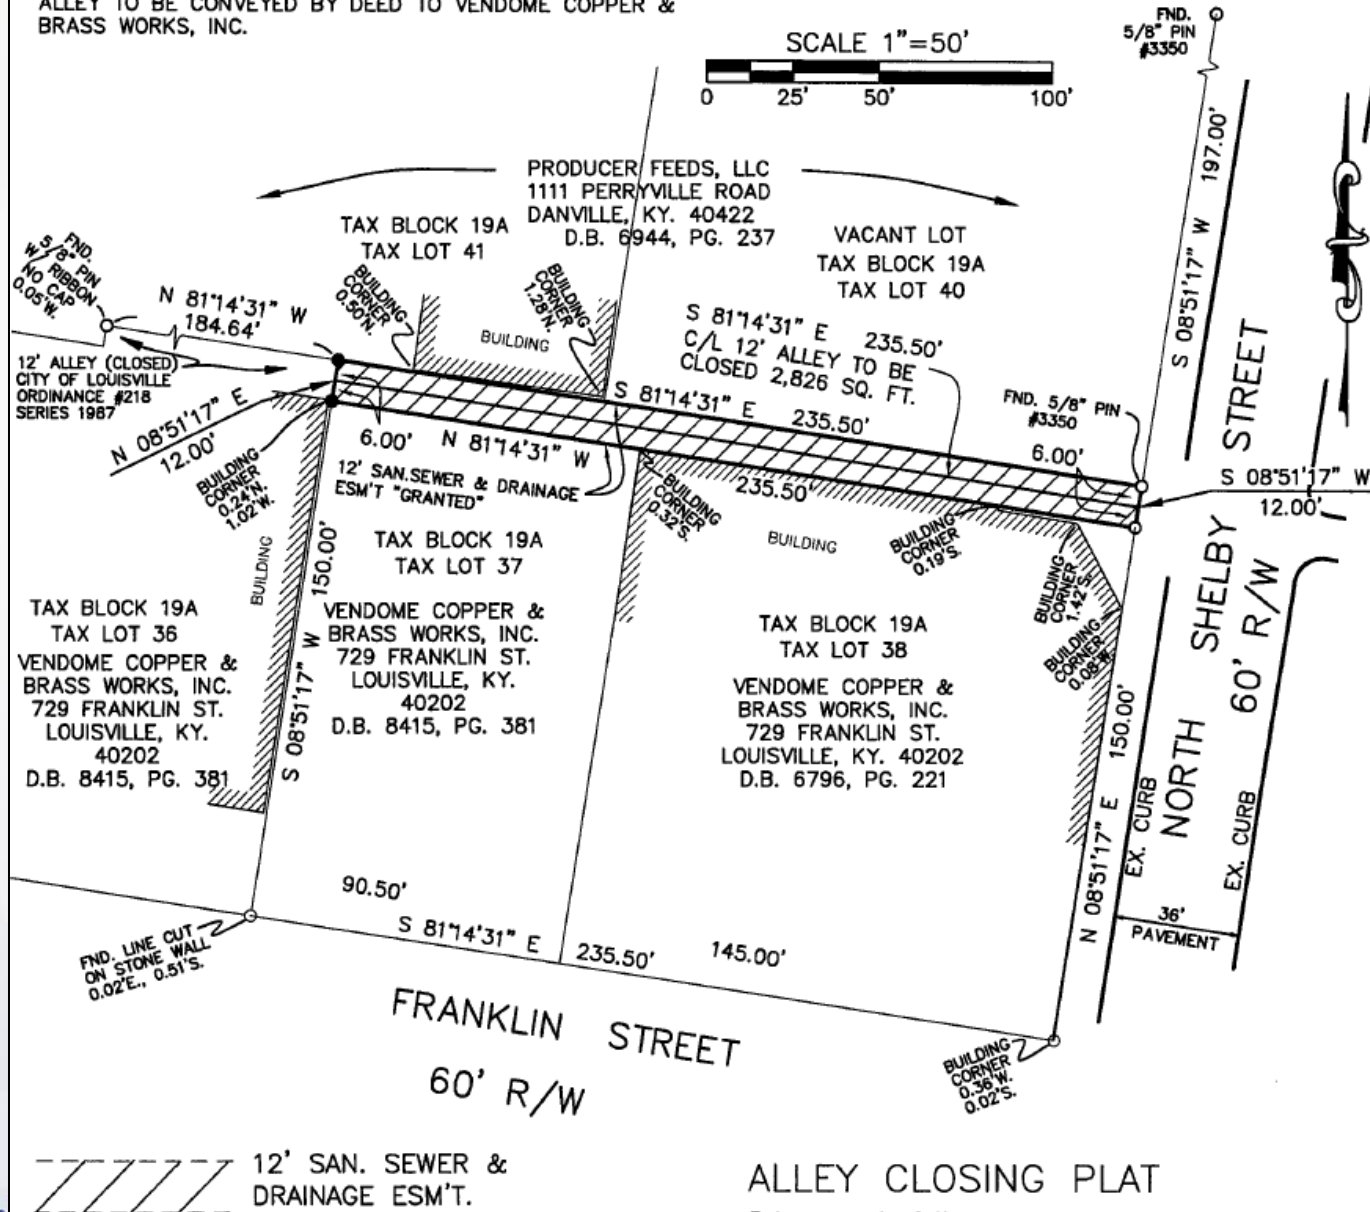 ALLEY TO BE CONVEYED BY DEED TO VENDOME COPPER &
BRASS WORKS, INC.
SCALE 1"=50'
0 25' 50' 100'
FND.
5/8" PIN
#3350
S 08°51'17" W 197.00'
PRODUCER FEEDS, LLC
1111 PERRYVILLE ROAD
DANVILLE, KY. 40422
D.B. 6944, PG. 237
TAX BLOCK 19A
TAX LOT 41
VACANT LOT
TAX BLOCK 19A
TAX LOT 40
FND.
5/8" PIN
W/ RIBBON
NO CAP
0.05'W.
N 81°14'31" W
184.64'
BUILDING
CORNER
0.50'N.
BUILDING
CORNER
1.28'N.
BUILDING
S 81°14'31" E 235.50'
C/L 12' ALLEY TO BE
CLOSED 2,826 SQ. FT.
12' ALLEY (CLOSED)
CITY OF LOUISVILLE
ORDINANCE #218
SERIES 1987
N 08°51'17" E
12.00'
S 81°14'31" E 235.50'
FND. 5/8" PIN
#3350
6.00'
S 08°51'17" W
12.00'
6.00' N 81°14'31" W
235.50'
12' SAN.SEWER & DRAINAGE
ESM'T "GRANTED"
BUILDING
CORNER
0.24'N.
1.02'W.
BUILDING
CORNER
0.32'S.
BUILDING
CORNER
0.19'S.
BUILDING
CORNER
1.42'S.
BUILDING
CORNER
0.08'W.
BUILDING
BUILDING
S 08°51'17" W 150.00'
TAX BLOCK 19A
TAX LOT 37
VENDOME COPPER &
BRASS WORKS, INC.
729 FRANKLIN ST.
LOUISVILLE, KY.
40202
D.B. 8415, PG. 381
TAX BLOCK 19A
TAX LOT 36
VENDOME COPPER &
BRASS WORKS, INC.
729 FRANKLIN ST.
LOUISVILLE, KY.
40202
D.B. 8415, PG. 381
TAX BLOCK 19A
TAX LOT 38
VENDOME COPPER &
BRASS WORKS, INC.
729 FRANKLIN ST.
LOUISVILLE, KY. 40202
D.B. 6796, PG. 221
N 08°51'17" E 150.00'
EX. CURB
NORTH SHELBY STREET
60' R/W
EX. CURB
36'
PAVEMENT
90.50'
S 81°14'31" E 235.50'
145.00'
FND. LINE CUT
ON STONE WALL
0.02'E., 0.51'S.
FRANKLIN STREET
60' R/W
BUILDING
CORNER
0.36'W.
0.02'S.
12' SAN. SEWER &
DRAINAGE ESM'T.
ALLEY CLOSING PLAT